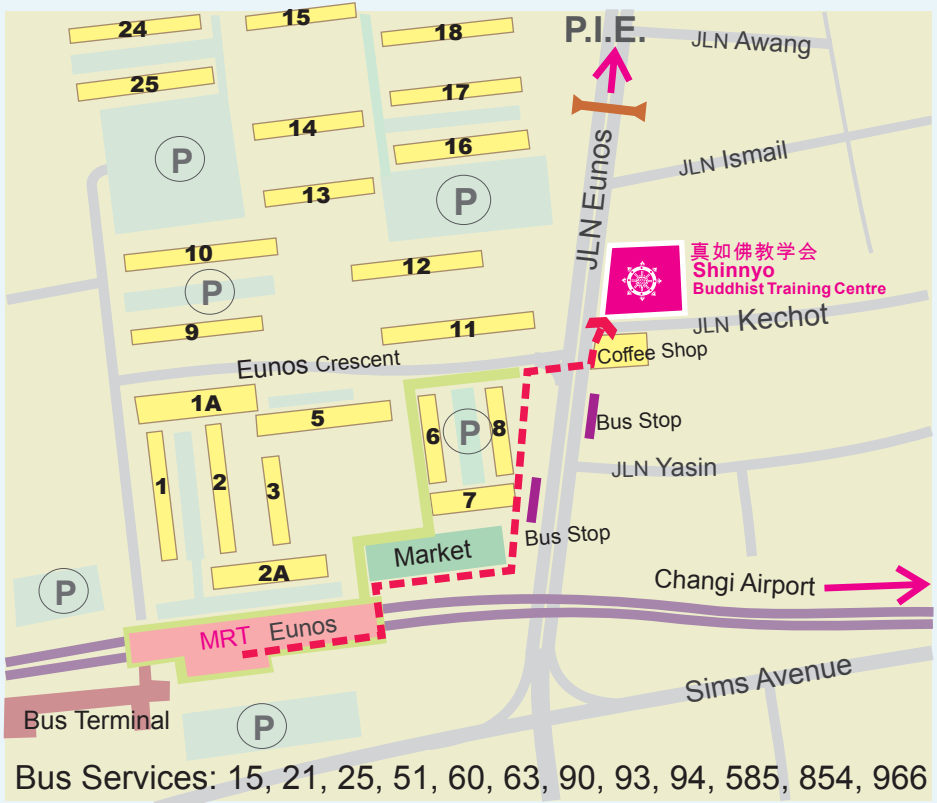 24
15
18
P.I.E.
JLN Awang
25
17
14
16
P
JLN Ismail
13
P
JLN Eunos
10
12
真如佛教学会
Shinnyo
Buddhist Training Centre
P
9
11
JLN Kechot
Eunos Crescent
Coffee Shop
1A
5
6
P
8
Bus Stop
1
2
3
7
JLN Yasin
Market
Bus Stop
2A
P
Changi Airport
MRT Eunos
Sims Avenue
Bus Terminal
P
Bus Services: 15, 21, 25, 51, 60, 63, 90, 93, 94, 585, 854, 966